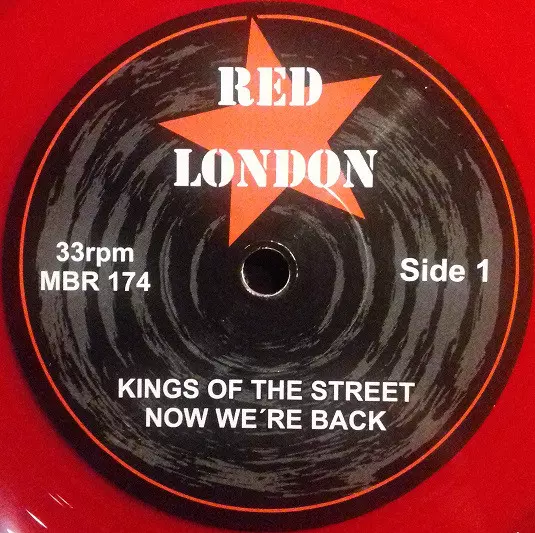 RED
LONDON
33rpm
MBR 174
Side 1
KINGS OF THE STREET
NOW WE´RE BACK